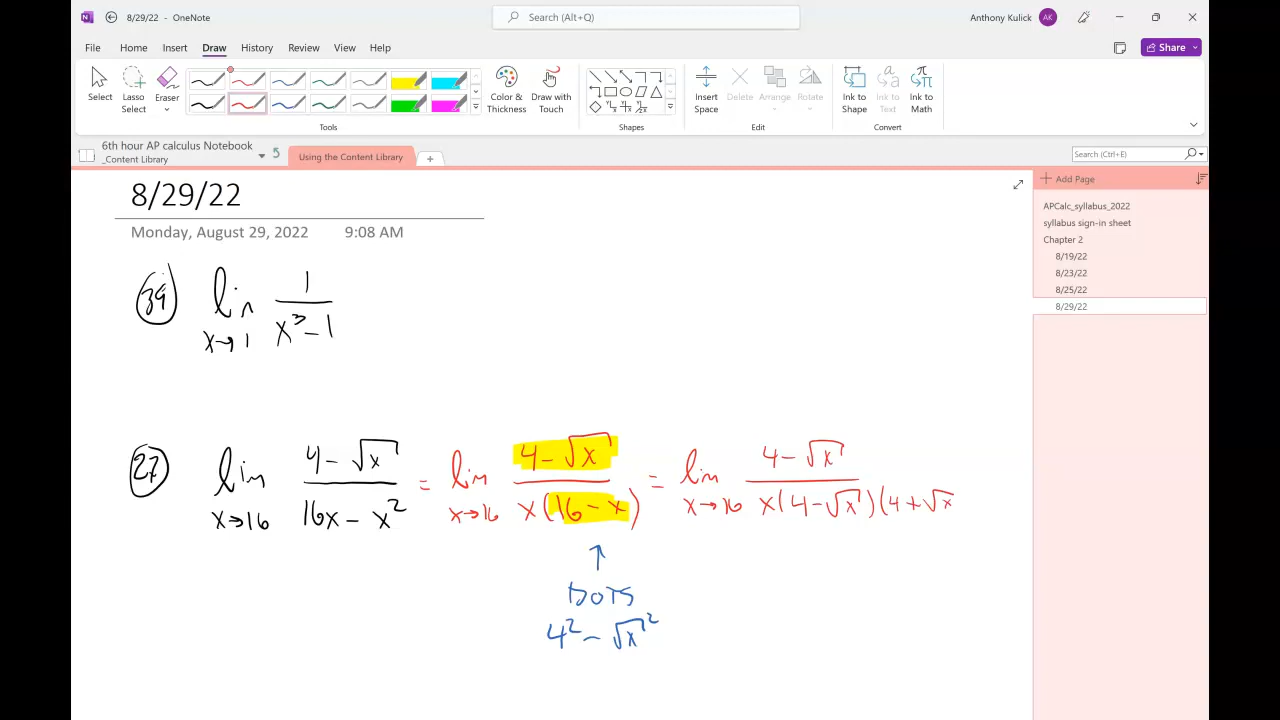 8/29/22 - OneNote
Search (Alt+Q)
Anthony Kulick AK
File Home Insert Draw History Review View Help
Share
Select Lasso Select Eraser Color & Thickness Draw with Touch Insert Space Delete Arrange Rotate Ink to Shape Ink to Text Ink to Math
Tools Shapes Edit Convert
6th hour AP calculus Notebook
_Content Library
Using the Content Library
Search (Ctrl+E)
Add Page
APCalc_syllabus_2022
syllabus sign-in sheet
Chapter 2
8/19/22
8/23/22
8/25/22
8/29/22
8/29/22
Monday, August 29, 2022 9:08 AM
39 lim x→1 1/(x³-1)
27 lim x→16 (4-√x)/(16x-x²) = lim x→16 (4-√x)/(x(16-x)) = lim x→16 (4-√x)/(x(4-√x)(4+√x
↑
DOTS
4²-√x²